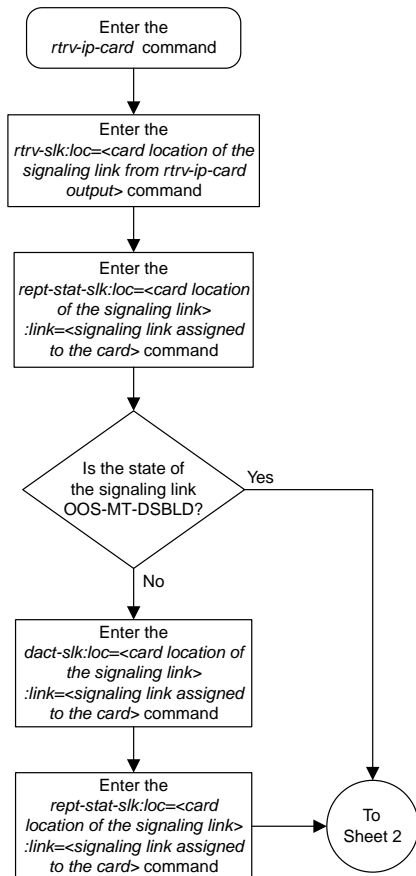 Enter the
rtrv-ip-card command
Enter the
rtrv-slk:loc=<card location of the
signaling link from rtrv-ip-card
output> command
Enter the
rept-stat-slk:loc=<card location
of the signaling link>
:link=<signaling link assigned
to the card> command
Is the state of
the signaling link
OOS-MT-DSBLD?
Yes
No
Enter the
dact-slk:loc=<card location of
the signaling link>
:link=<signaling link assigned
to the card> command
Enter the
rept-stat-slk:loc=<card
location of the signaling link>
:link=<signaling link assigned
to the card> command
To
Sheet 2